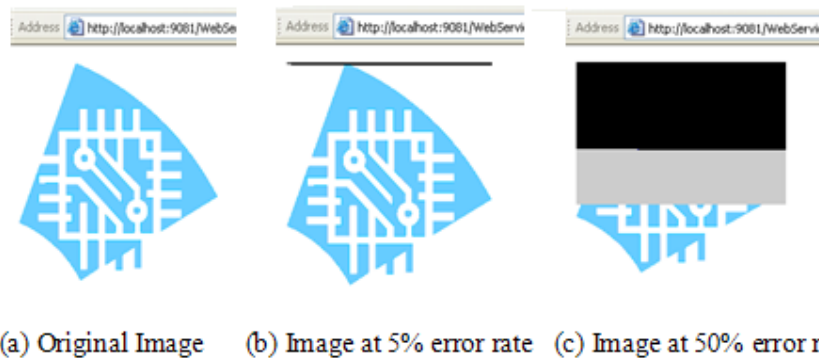 Address http://localhost:9081/WebSe
Address http://localhost:9081/WebServi
Address http://localhost:9081/WebServi
(a) Original Image (b) Image at 5% error rate (c) Image at 50% error r